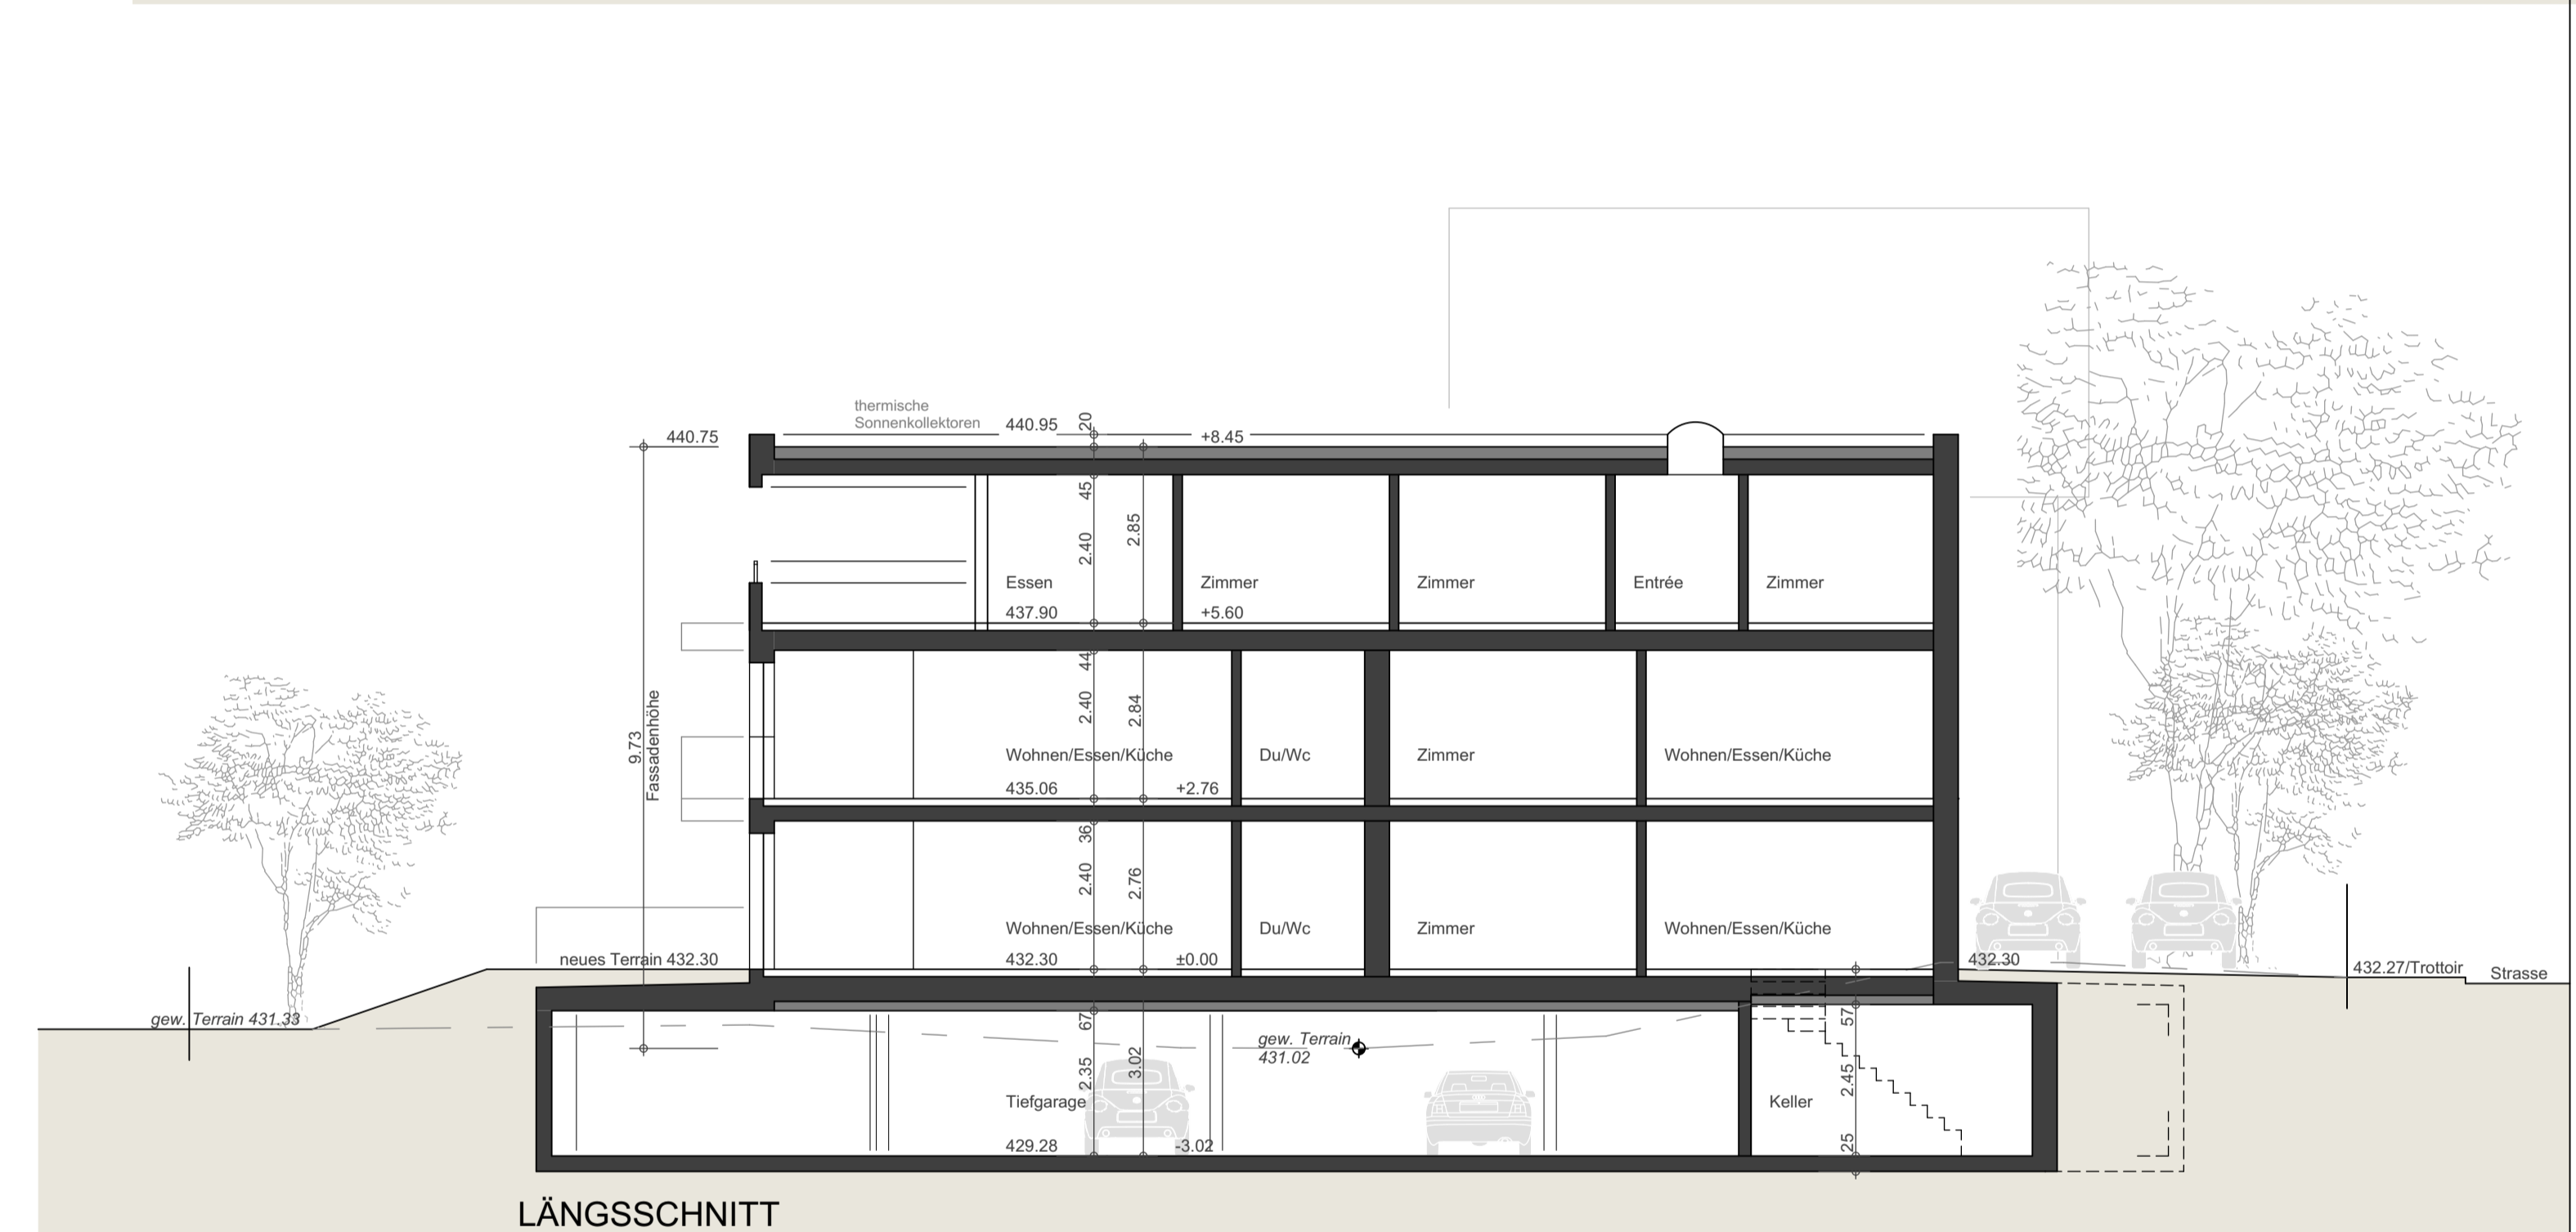 thermische
Sonnenkollektoren
440.95
20
+8.45
440.75
45
2.40
2.85
Essen
Zimmer
Zimmer
Entrée
Zimmer
437.90
+5.60
44
2.40
2.84
9.73
Fassadenhöhe
Wohnen/Essen/Küche
Du/Wc
Zimmer
Wohnen/Essen/Küche
435.06
+2.76
36
2.40
2.76
Wohnen/Essen/Küche
Du/Wc
Zimmer
Wohnen/Essen/Küche
neues Terrain 432.30
432.30
±0.00
432.30
432.27/Trottoir
Strasse
gew. Terrain 431.33
67
57
gew. Terrain
431.02
2.35
3.02
2.45
Tiefgarage
Keller
429.28
-3.02
25
LÄNGSSCHNITT